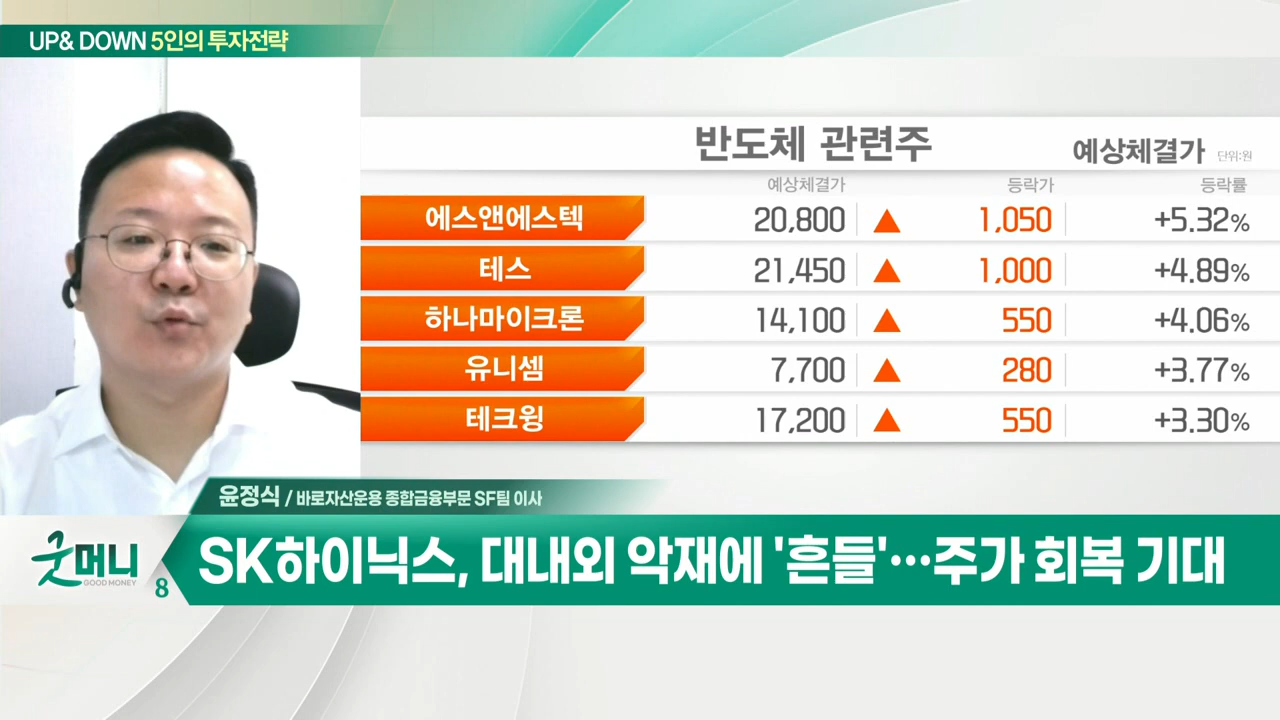 UP& DOWN 5인의 투자전략
반도체 관련주 예상체결가 단위:원
예상체결가 등락가 등락률
에스앤에스텍 20,800 ▲ 1,050 +5.32%
테스 21,450 ▲ 1,000 +4.89%
하나마이크론 14,100 ▲ 550 +4.06%
유니셈 7,700 ▲ 280 +3.77%
테크윙 17,200 ▲ 550 +3.30%
윤정식 / 바로자산운용 종합금융부문 SF팀 이사
굿머니
GOOD MONEY
8
SK하이닉스, 대내외 악재에 '흔들'…주가 회복 기대